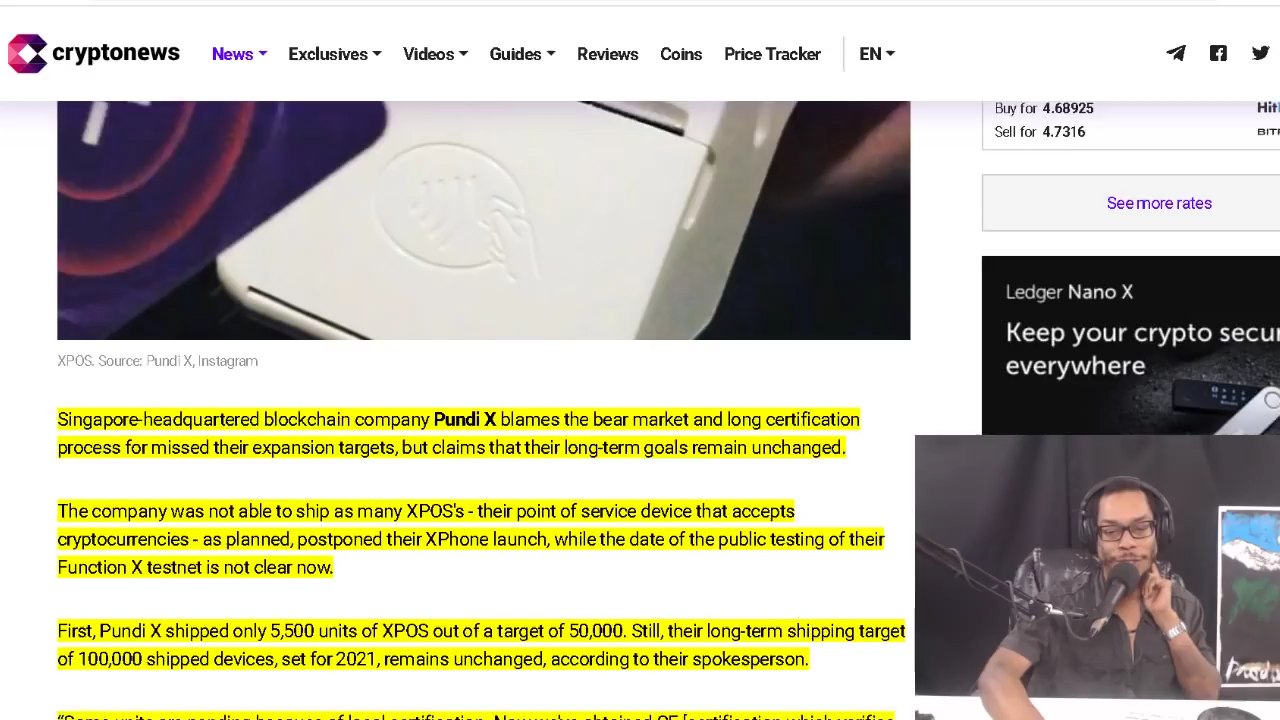 cryptonews News Exclusives Videos Guides Reviews Coins Price Tracker EN
Buy for 4.68925
Sell for 4.7316
See more rates
Ledger Nano X
Keep your crypto secu
everywhere
XPOS. Source: Pundi X, Instagram
Singapore-headquartered blockchain company Pundi X blames the bear market and long certification
process for missed their expansion targets, but claims that their long-term goals remain unchanged.
The company was not able to ship as many XPOS's - their point of service device that accepts
cryptocurrencies - as planned, postponed their XPhone launch, while the date of the public testing of their
Function X testnet is not clear now.
First, Pundi X shipped only 5,500 units of XPOS out of a target of 50,000. Still, their long-term shipping target
of 100,000 shipped devices, set for 2021, remains unchanged, according to their spokesperson.